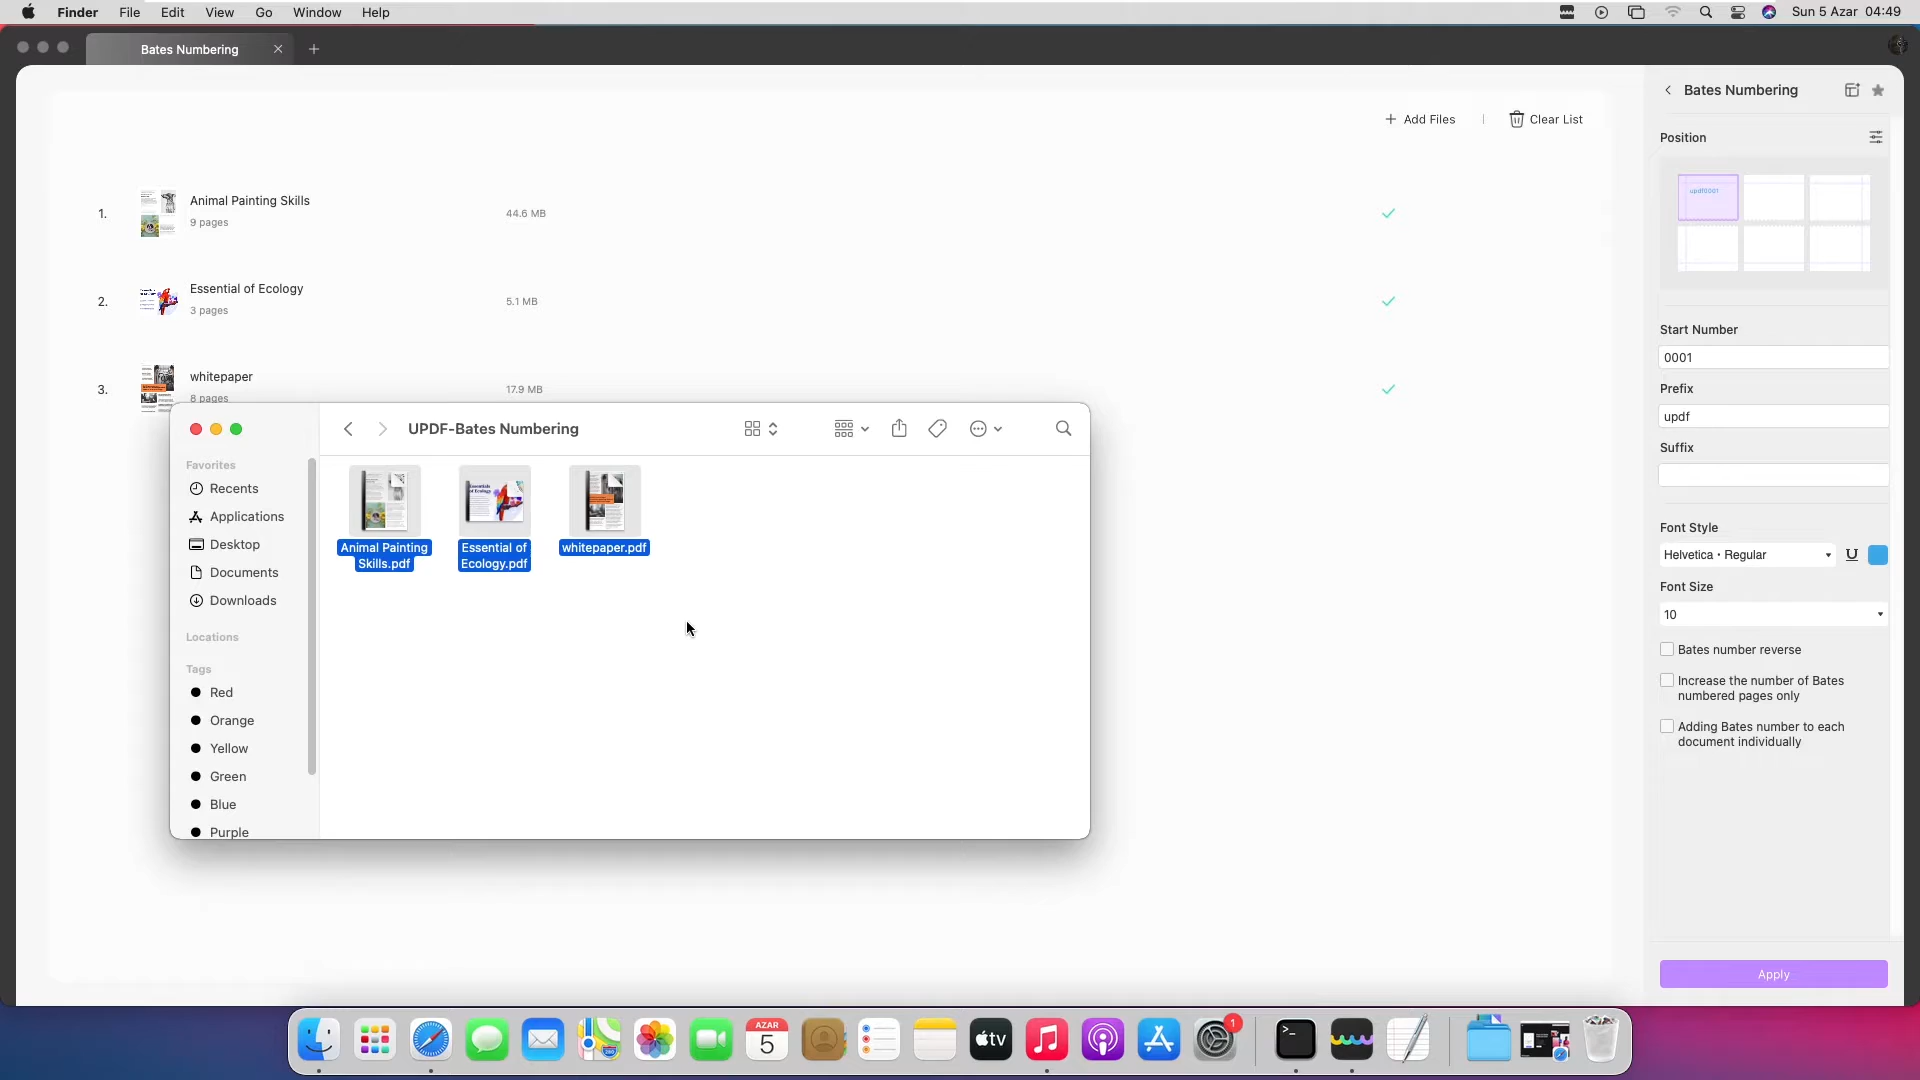 Finder File Edit View Go Window Help
Sun 5 Azar 04:49
Bates Numbering
+ Add Files
Clear List
1.
Animal Painting Skills
9 pages
44.6 MB
2.
Essential of Ecology
3 pages
5.1 MB
3.
whitepaper
8 pages
17.9 MB
UPDF-Bates Numbering
Favorites
Recents
Applications
Desktop
Documents
Downloads
Locations
Tags
Red
Orange
Yellow
Green
Blue
Purple
Animal Painting
Skills.pdf
Essential of
Ecology.pdf
whitepaper.pdf
Bates Numbering
Position
updf0001
Start Number
0001
Prefix
updf
Suffix
Font Style
Helvetica • Regular
U
Font Size
10
Bates number reverse
Increase the number of Bates
numbered pages only
Adding Bates number to each
document individually
Apply
AZAR
5
tv
1